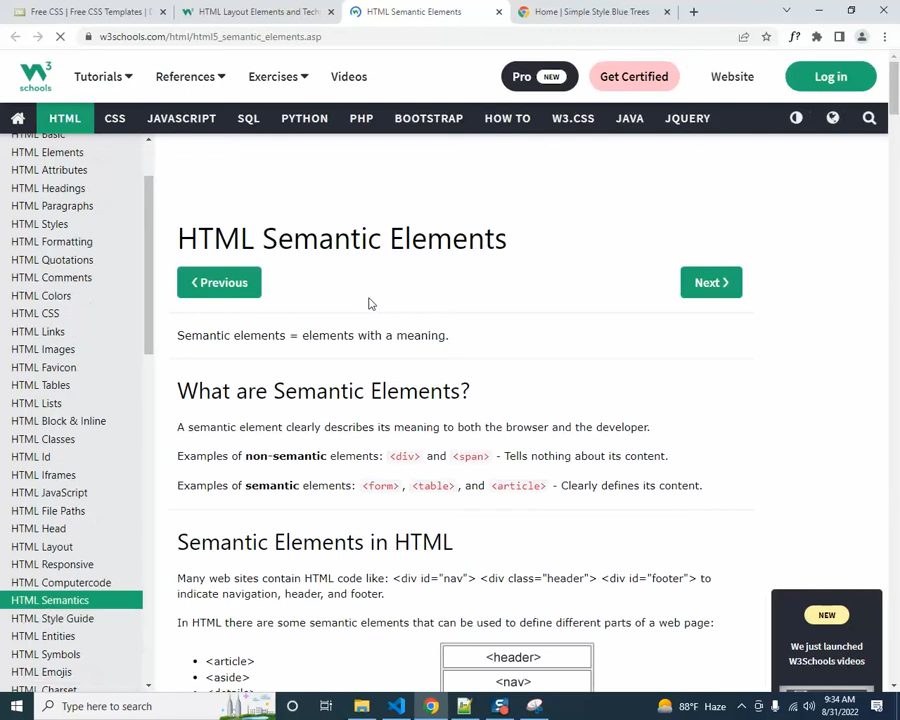 Free CSS | Free CSS Templates | D
HTML Layout Elements and Tech
HTML Semantic Elements
Home | Simple Style Blue Trees
w3schools.com/html/html5_semantic_elements.asp
W3 schools
Tutorials
References
Exercises
Videos
Pro NEW
Get Certified
Website
Log in
HTML
CSS
JAVASCRIPT
SQL
PYTHON
PHP
BOOTSTRAP
HOW TO
W3.CSS
JAVA
JQUERY
HTML Basic
HTML Elements
HTML Attributes
HTML Headings
HTML Paragraphs
HTML Styles
HTML Formatting
HTML Quotations
HTML Comments
HTML Colors
HTML CSS
HTML Links
HTML Images
HTML Favicon
HTML Tables
HTML Lists
HTML Block & Inline
HTML Classes
HTML Id
HTML Iframes
HTML JavaScript
HTML File Paths
HTML Head
HTML Layout
HTML Responsive
HTML Computercode
HTML Semantics
HTML Style Guide
HTML Entities
HTML Symbols
HTML Emojis
HTML Charset
HTML Semantic Elements
❮ Previous
Next ❯
Semantic elements = elements with a meaning.
What are Semantic Elements?
A semantic element clearly describes its meaning to both the browser and the developer.
Examples of non-semantic elements: <div> and <span> - Tells nothing about its content.
Examples of semantic elements: <form>, <table>, and <article> - Clearly defines its content.
Semantic Elements in HTML
Many web sites contain HTML code like: <div id="nav"> <div class="header"> <div id="footer"> to
indicate navigation, header, and footer.
In HTML there are some semantic elements that can be used to define different parts of a web page:
• <article>
• <aside>
• <details>
<header>
<nav>
NEW
We just launched
W3Schools videos
Type here to search
88°F Haze
9:34 AM
8/31/2022